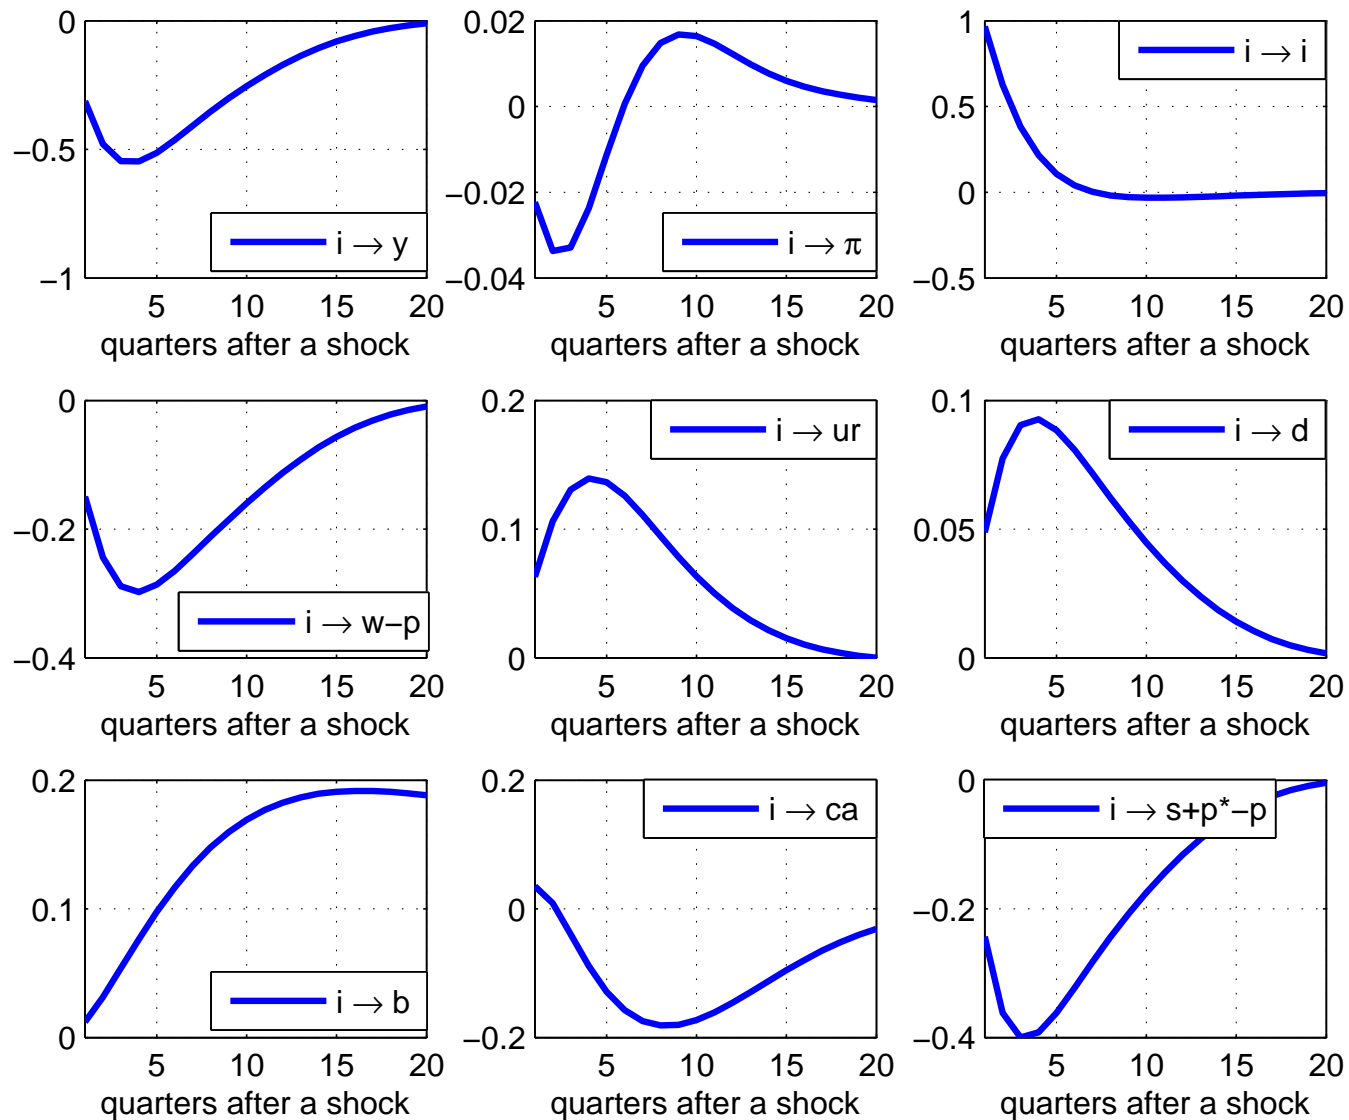 0
−0.5
−1
i → y
5 10 15 20
quarters after a shock
0.02
0
−0.02
−0.04
i → π
5 10 15 20
quarters after a shock
1
0.5
0
−0.5
i → i
5 10 15 20
quarters after a shock
0
−0.2
−0.4
i → w−p
5 10 15 20
quarters after a shock
0.2
0.1
0
i → ur
5 10 15 20
quarters after a shock
0.1
0.05
0
i → d
5 10 15 20
quarters after a shock
0.2
0.1
0
i → b
5 10 15 20
quarters after a shock
0.2
0
−0.2
i → ca
5 10 15 20
quarters after a shock
0
−0.2
−0.4
i → s+p*−p
5 10 15 20
quarters after a shock